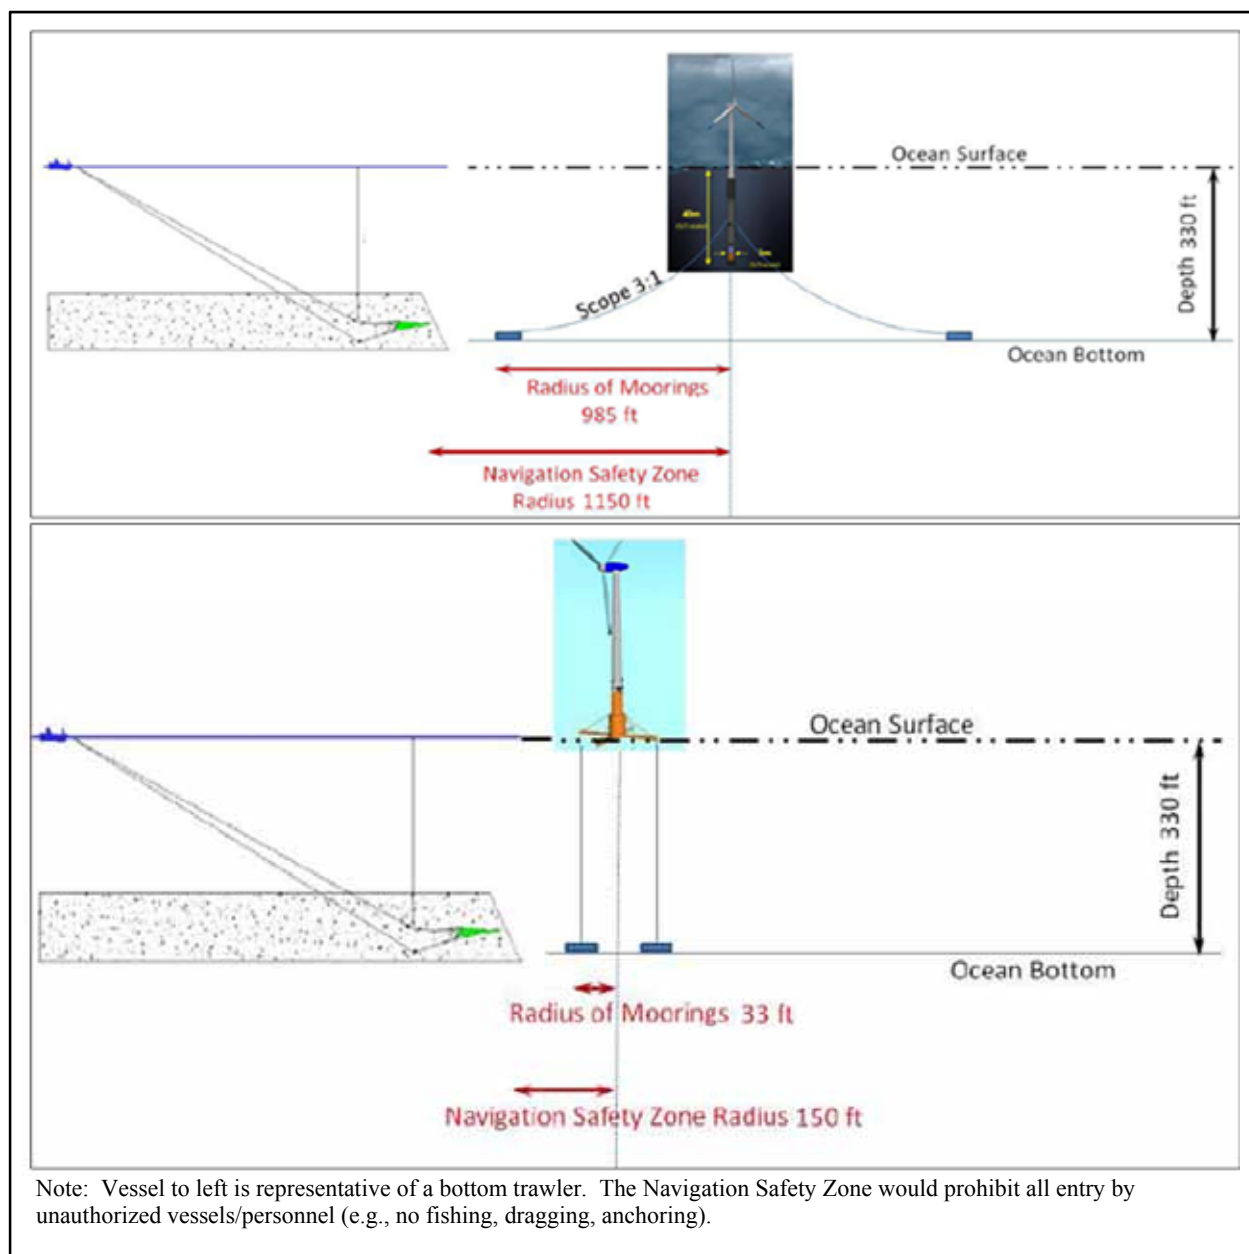 Ocean Surface
40m
Depth 330 ft
Scope 3:1
Ocean Bottom
Radius of Moorings
985 ft
Navigation Safety Zone
Radius 1150 ft
Ocean Surface
Depth 330 ft
Ocean Bottom
Radius of Moorings 33 ft
Navigation Safety Zone Radius 150 ft
Note: Vessel to left is representative of a bottom trawler. The Navigation Safety Zone would prohibit all entry by
unauthorized vessels/personnel (e.g., no fishing, dragging, anchoring).